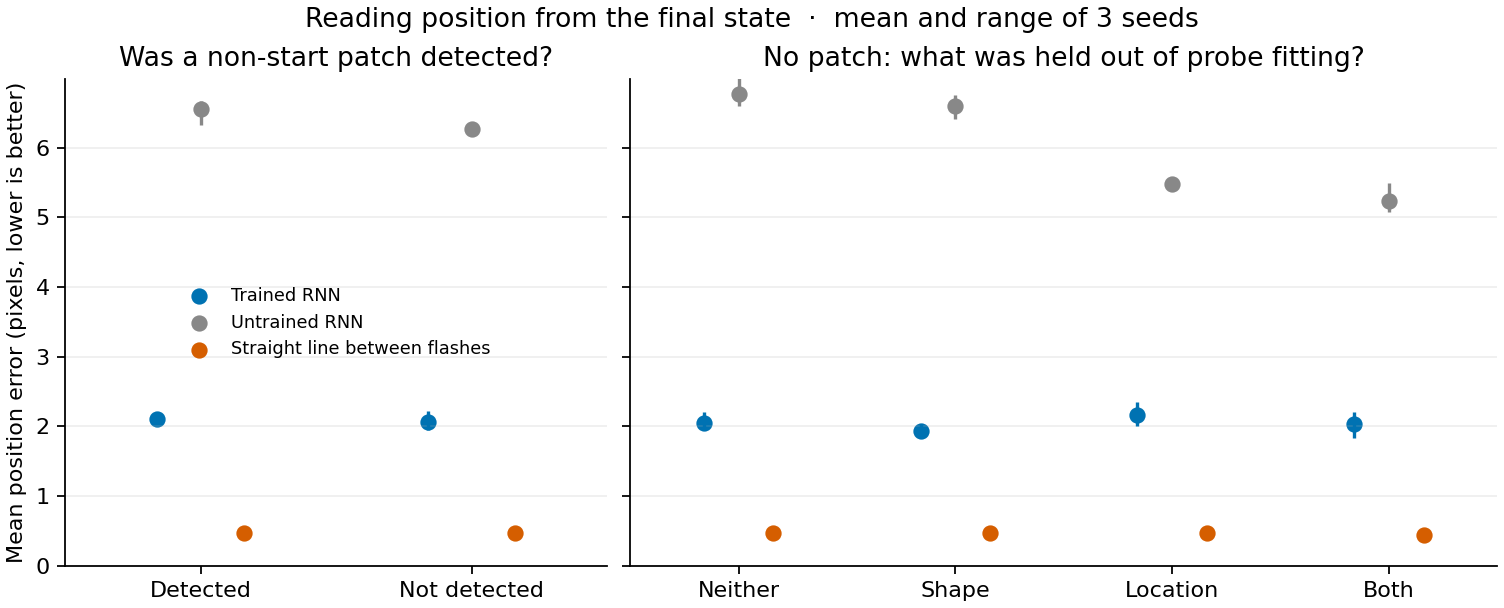 Reading position from the final state · mean and range of 3 seeds
Was a non-start patch detected?
No patch: what was held out of probe fitting?
Mean position error (pixels, lower is better)
6
5
4
3
2
1
0
Trained RNN
Untrained RNN
Straight line between flashes
Detected
Not detected
Neither
Shape
Location
Both